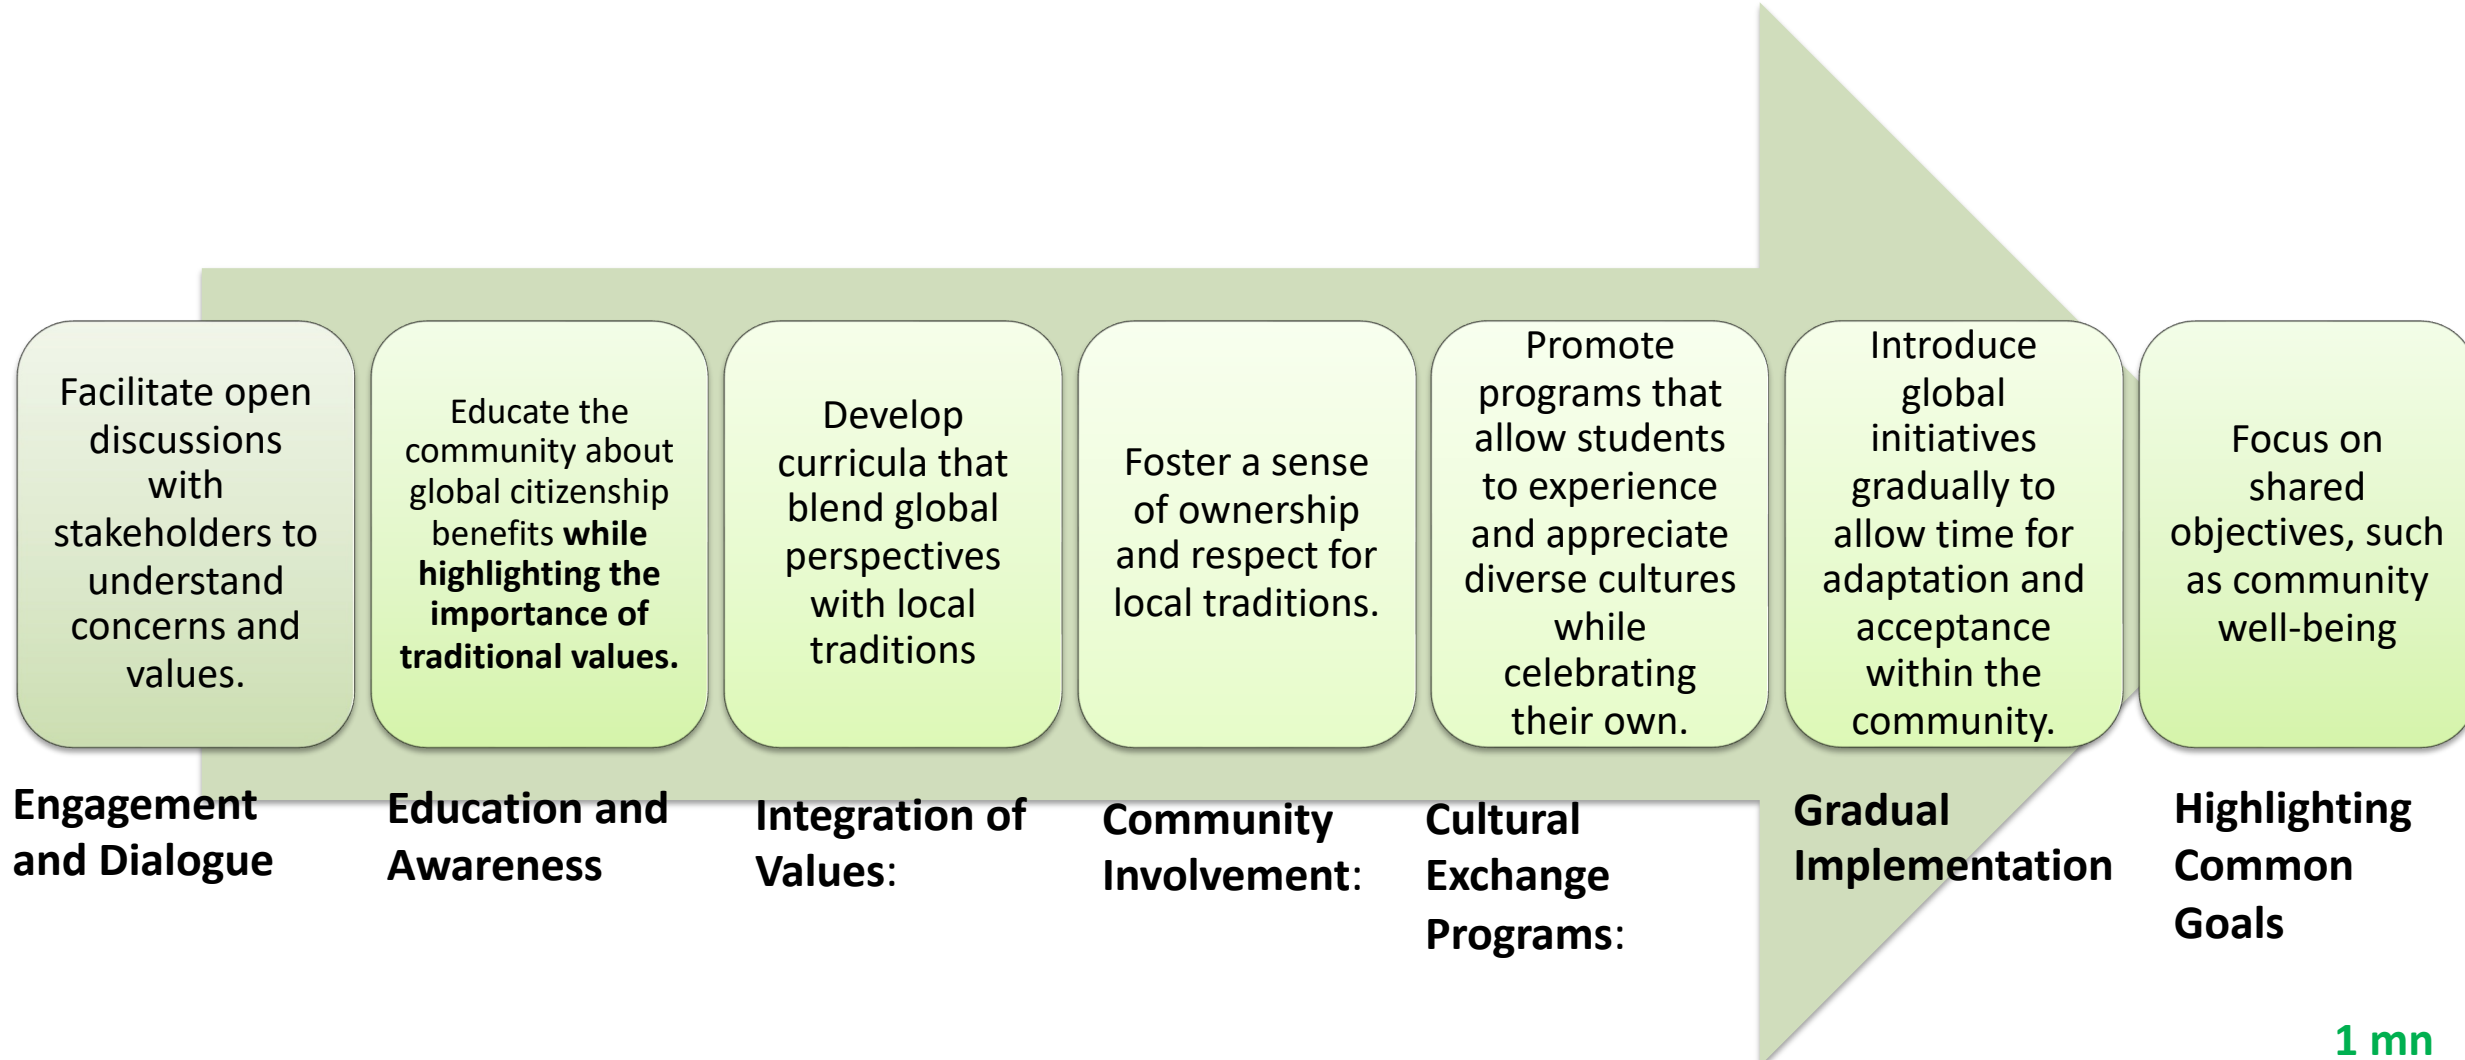 Facilitate open
discussions
with
stakeholders to
understand
concerns and
values.
Educate the
community about
global citizenship
benefits while
highlighting the
importance of
traditional values.
Develop
curricula that
blend global
perspectives
with local
traditions
Foster a sense
of ownership
and respect for
local traditions.
Promote
programs that
allow students
to experience
and appreciate
diverse cultures
while
celebrating
their own.
Introduce
global
initiatives
gradually to
allow time for
adaptation and
acceptance
within the
community.
Focus on
shared
objectives, such
as community
well-being
Engagement
and Dialogue
Education and
Awareness
Integration of
Values:
Community
Involvement:
Cultural
Exchange
Programs:
Gradual
Implementation
Highlighting
Common
Goals
1 mn